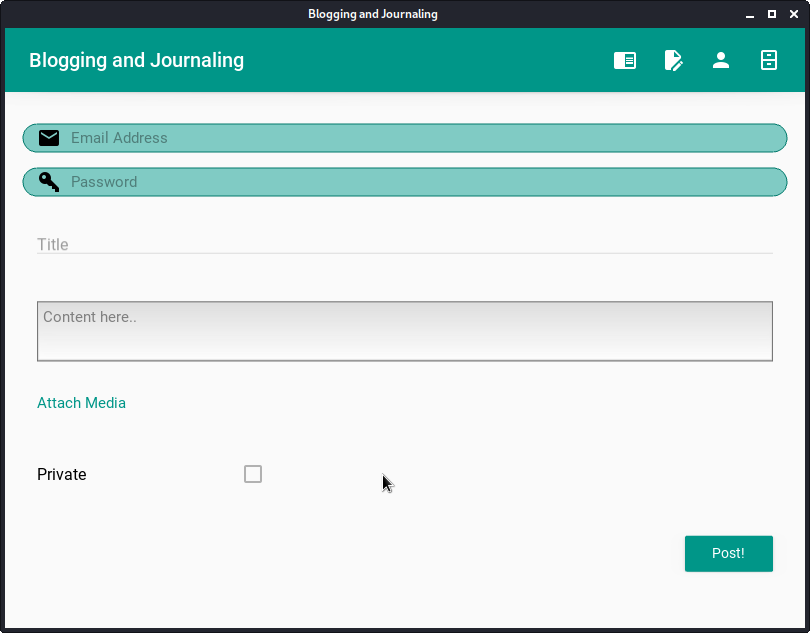 Blogging and Journaling
Blogging and Journaling
Email Address
Password
Title
Content here..
Attach Media
Private
Post!